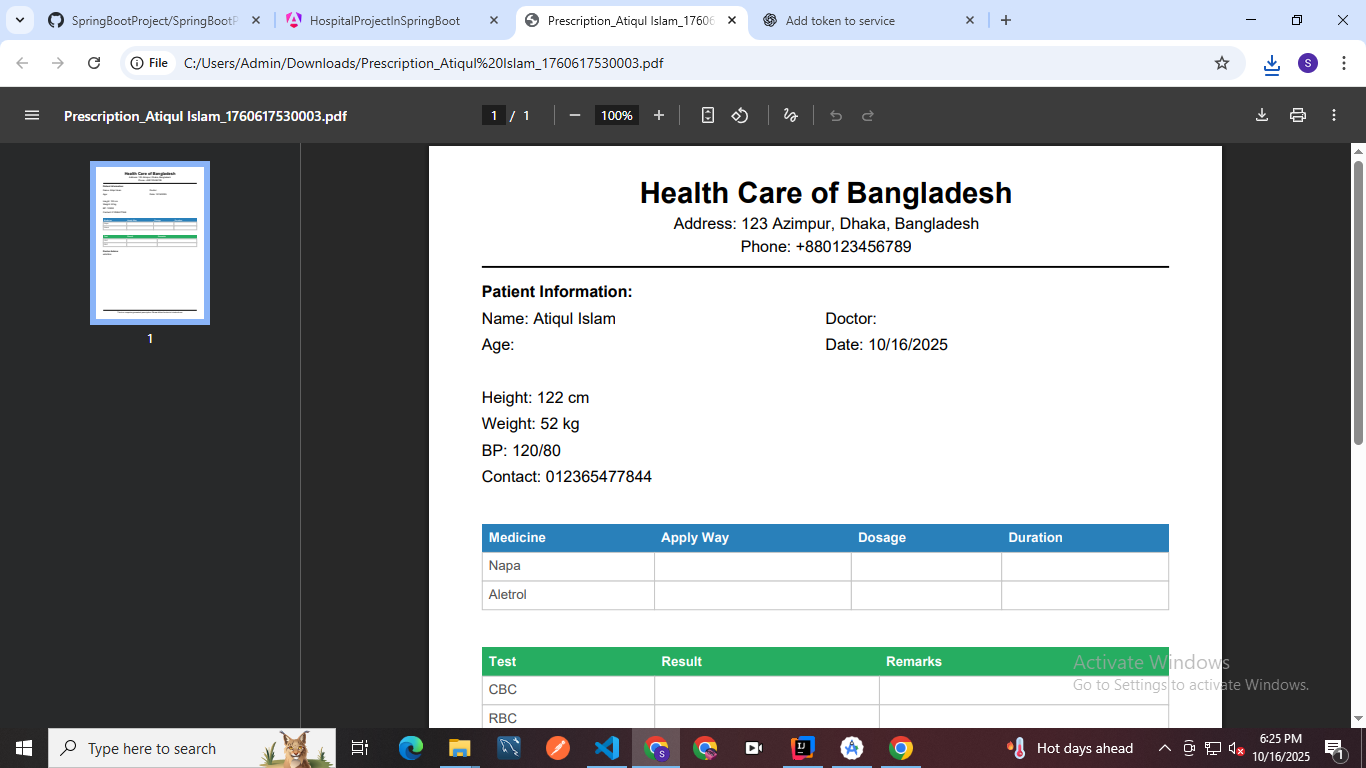 SpringBootProject/SpringBootP
HospitalProjectInSpringBoot
Prescription_Atiqul Islam_17606
Add token to service
File
C:/Users/Admin/Downloads/Prescription_Atiqul%20Islam_1760617530003.pdf
S
Prescription_Atiqul Islam_1760617530003.pdf
1 / 1
100%
1
Health Care of Bangladesh
Address: 123 Azimpur, Dhaka, Bangladesh
Phone: +880123456789
Patient Information:
Name: Atiqul Islam
Doctor:
Age:
Date: 10/16/2025
Height: 122 cm
Weight: 52 kg
BP: 120/80
Contact: 012365477844
Medicine Apply Way Dosage Duration
Napa
Aletrol
Test Result Remarks
CBC
RBC
Activate Windows
Go to Settings to activate Windows.
Type here to search
Hot days ahead
6:25 PM
10/16/2025
1